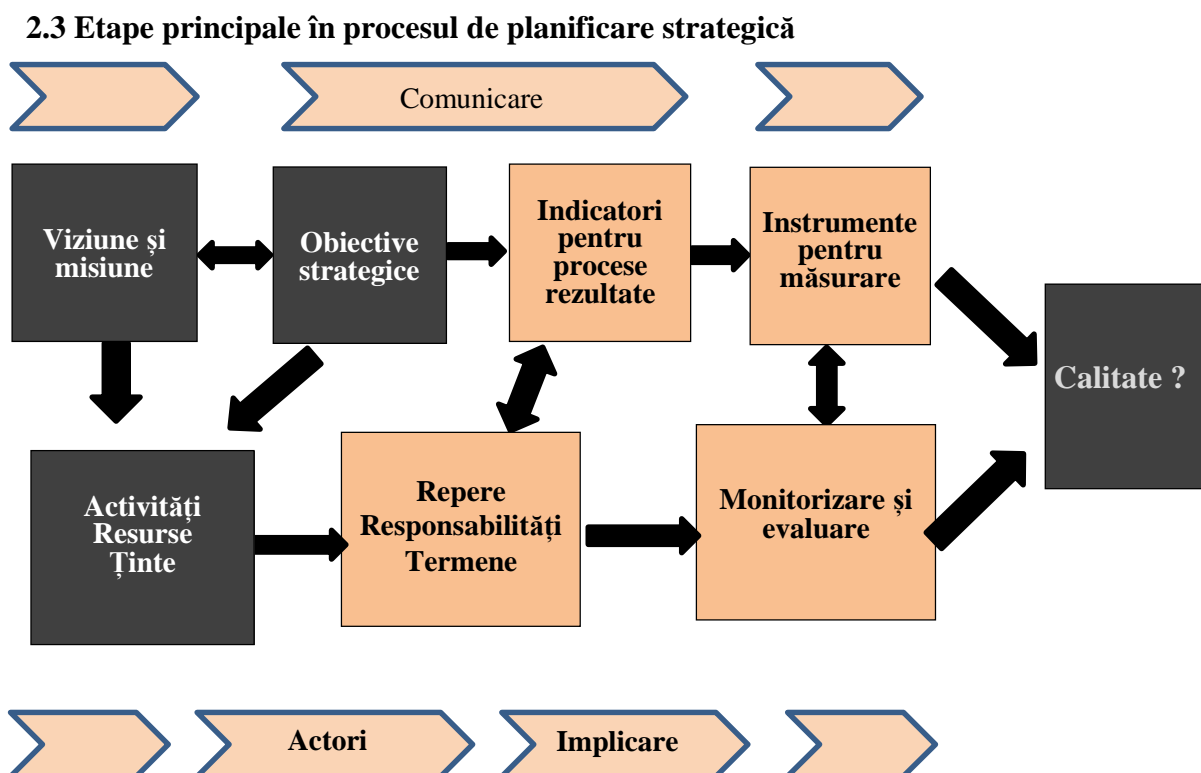 2.3 Etape principale în procesul de planificare strategică
Comunicare
Viziune și
misiune
Obiective
strategice
Indicatori
pentru
procese
rezultate
Instrumente
pentru
măsurare
Calitate ?
Activități
Resurse
Ținte
Repere
Responsabilități
Termene
Monitorizare și
evaluare
Actori
Implicare